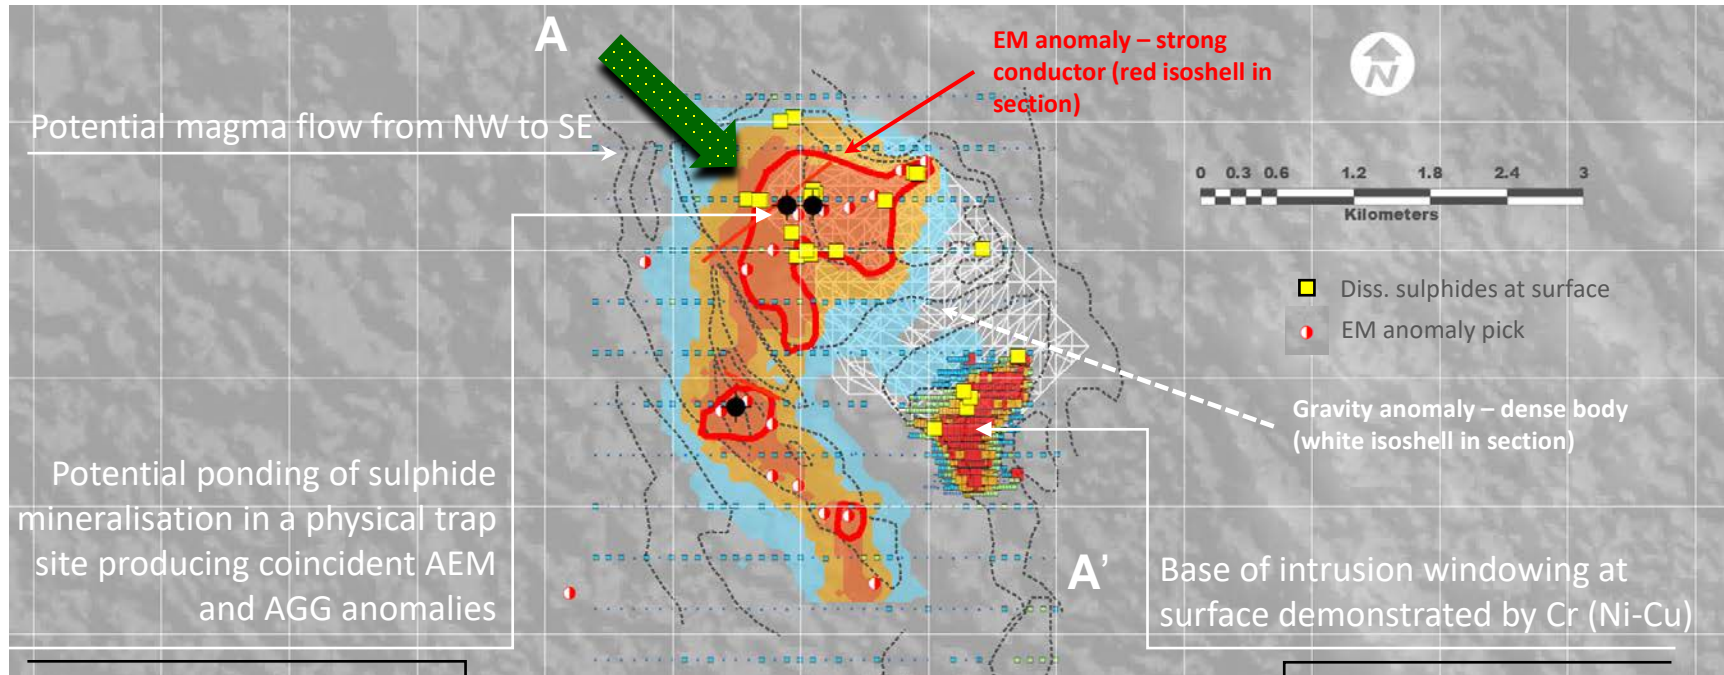 A
EM anomaly – strong
conductor (red isoshell in
section)
N
Potential magma flow from NW to SE
0 0.3 0.6 1.2 1.8 2.4 3
Kilometers
Diss. sulphides at surface
EM anomaly pick
Gravity anomaly – dense body
(white isoshell in section)
Potential ponding of sulphide
mineralisation in a physical trap
site producing coincident AEM
and AGG anomalies
A'
Base of intrusion windowing at
surface demonstrated by Cr (Ni-Cu)